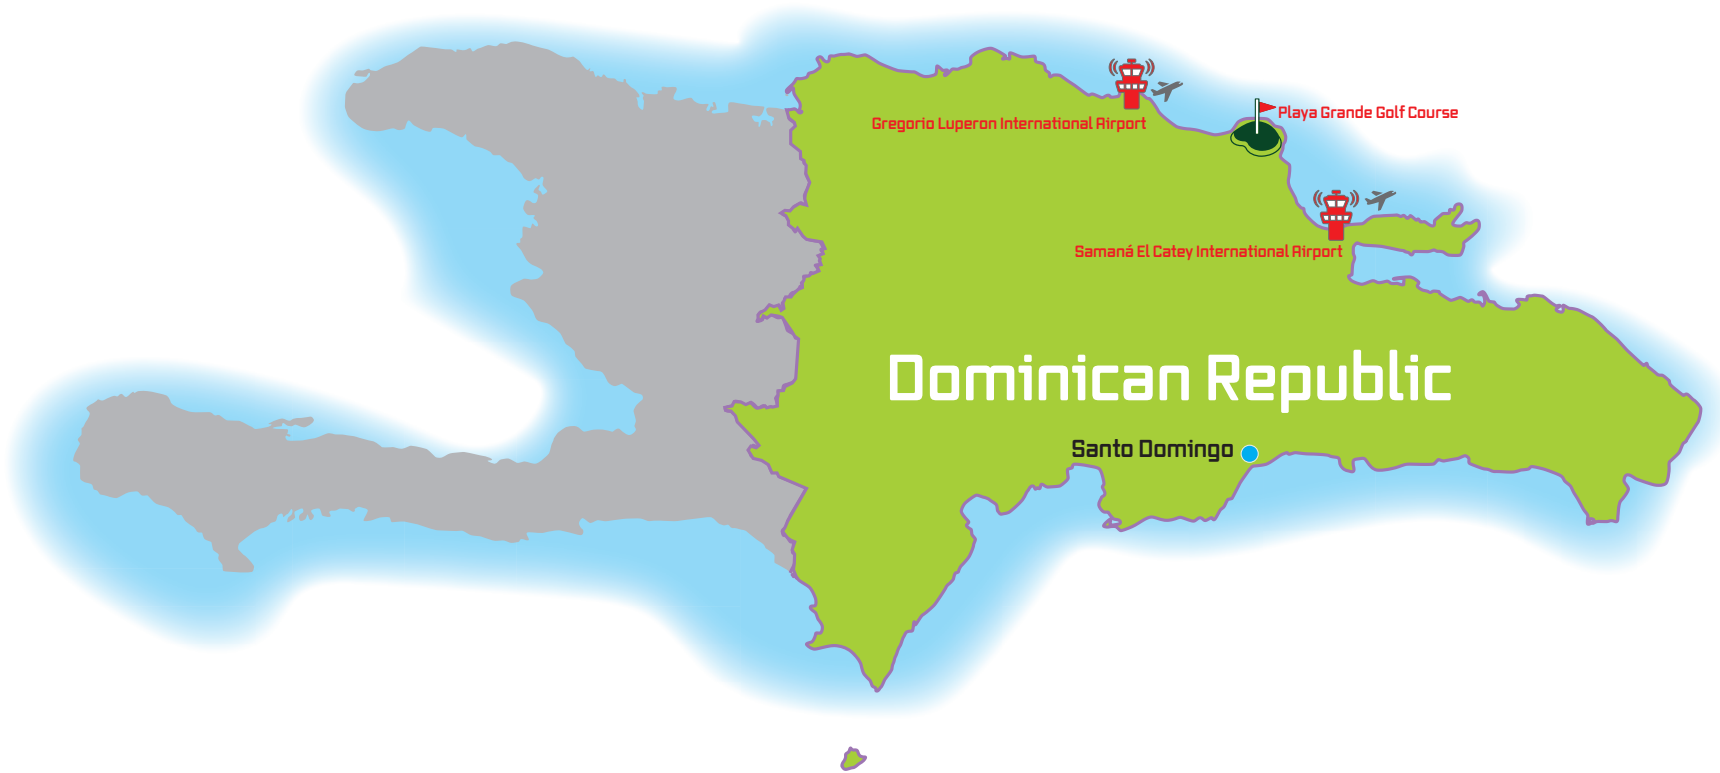 Playa Grande Golf Course
Gregorio Luperon International Airport
Samaná El Catey International Airport
Dominican Republic
Santo Domingo